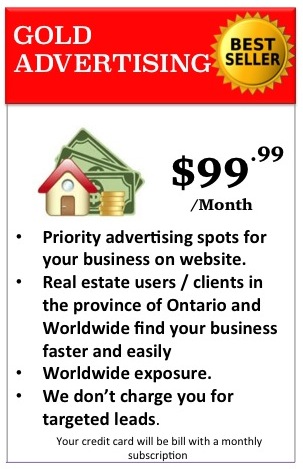 GOLD
ADVERTISING
BEST
SELLER
$99.99
/Month
• Priority advertising spots for
your business on website.
• Real estate users / clients in
the province of Ontario and
Worldwide find your business
faster and easily
• Worldwide exposure.
• We don't charge you for
targeted leads.
Your credit card will be bill with a monthly
subscription